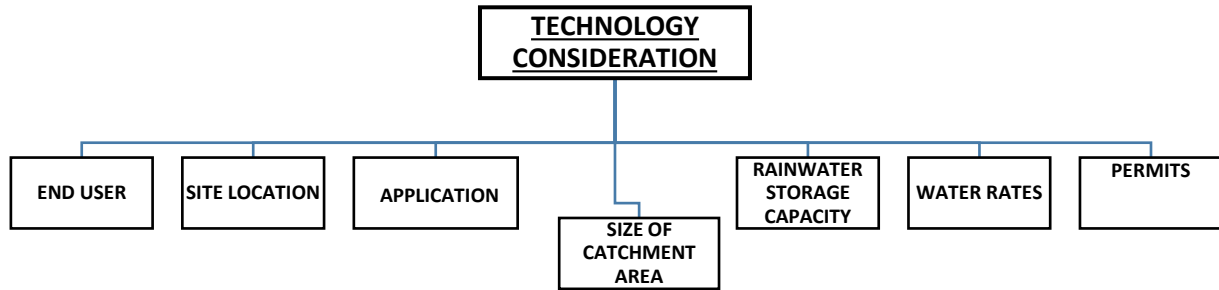 TECHNOLOGY
CONSIDERATION
END USER
SITE LOCATION
APPLICATION
SIZE OF
CATCHMENT
AREA
RAINWATER
STORAGE
CAPACITY
WATER RATES
PERMITS